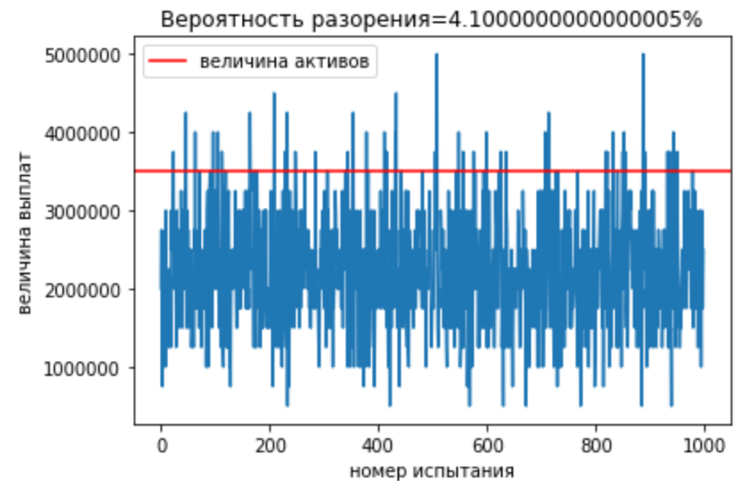 Вероятность разорения=4.1000000000000005%
величина активов
величина выплат
5000000
4000000
3000000
2000000
1000000
0 200 400 600 800 1000
номер испытания